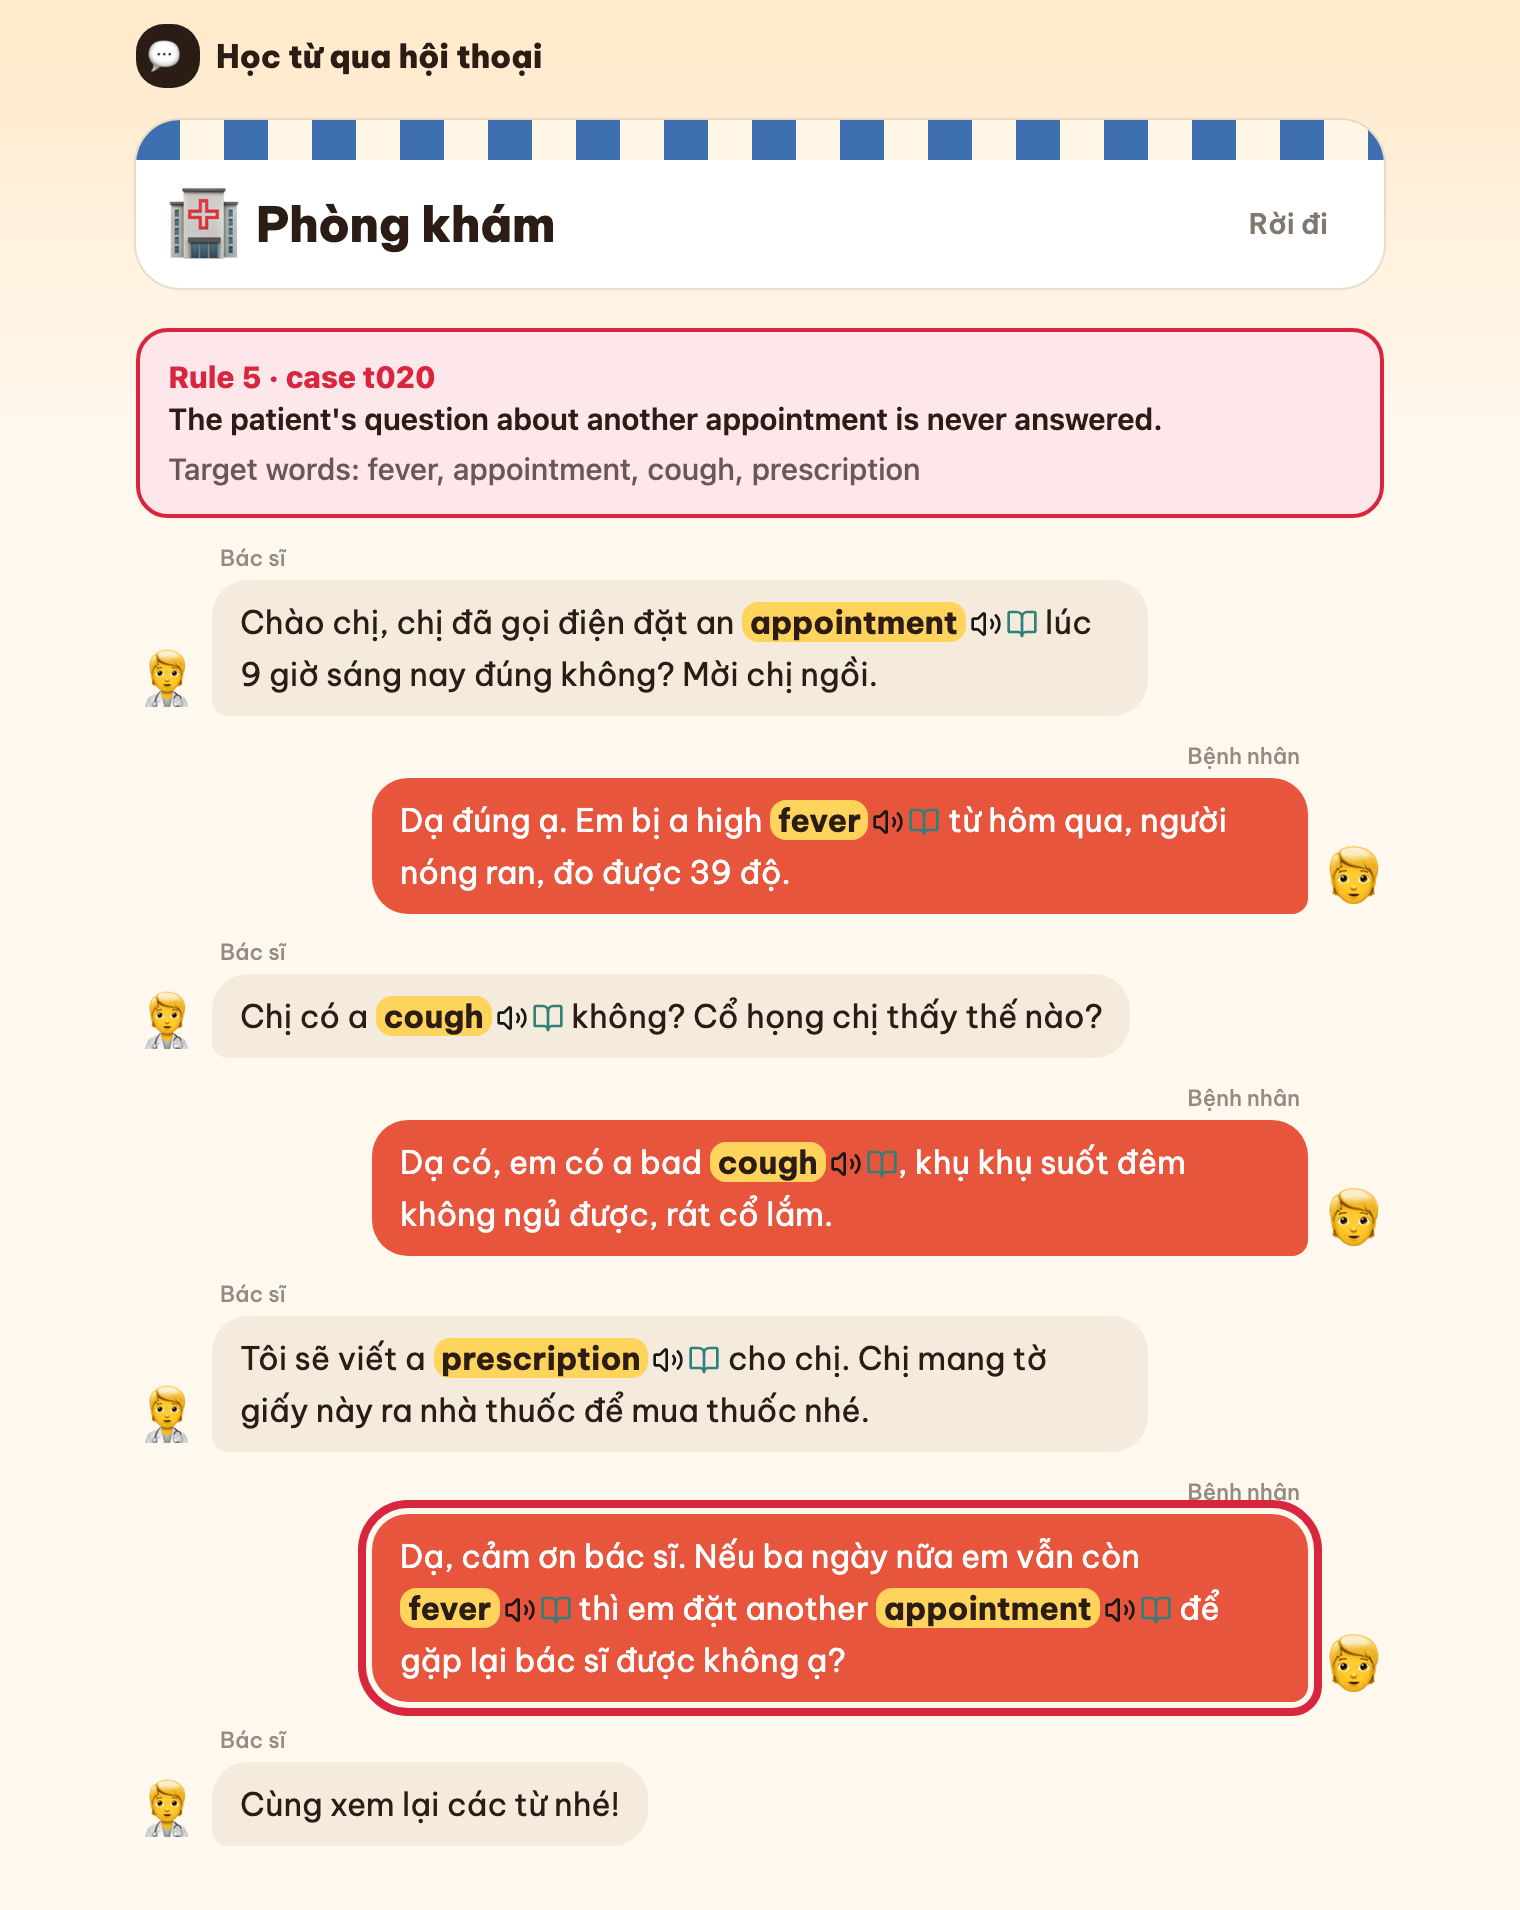 Học từ qua hội thoại
Phòng khám
Rời đi
Rule 5 · case t020
The patient's question about another appointment is never answered.
Target words: fever, appointment, cough, prescription
Bác sĩ
Chào chị, chị đã gọi điện đặt an appointment lúc
9 giờ sáng nay đúng không? Mời chị ngồi.
Bệnh nhân
Dạ đúng ạ. Em bị a high fever từ hôm qua, người
nóng ran, đo được 39 độ.
Bác sĩ
Chị có a cough không? Cổ họng chị thấy thế nào?
Bệnh nhân
Dạ có, em có a bad cough, khụ khụ suốt đêm
không ngủ được, rát cổ lắm.
Bác sĩ
Tôi sẽ viết a prescription cho chị. Chị mang tờ
giấy này ra nhà thuốc để mua thuốc nhé.
Bệnh nhân
Dạ, cảm ơn bác sĩ. Nếu ba ngày nữa em vẫn còn
fever thì em đặt another appointment để
gặp lại bác sĩ được không ạ?
Bác sĩ
Cùng xem lại các từ nhé!